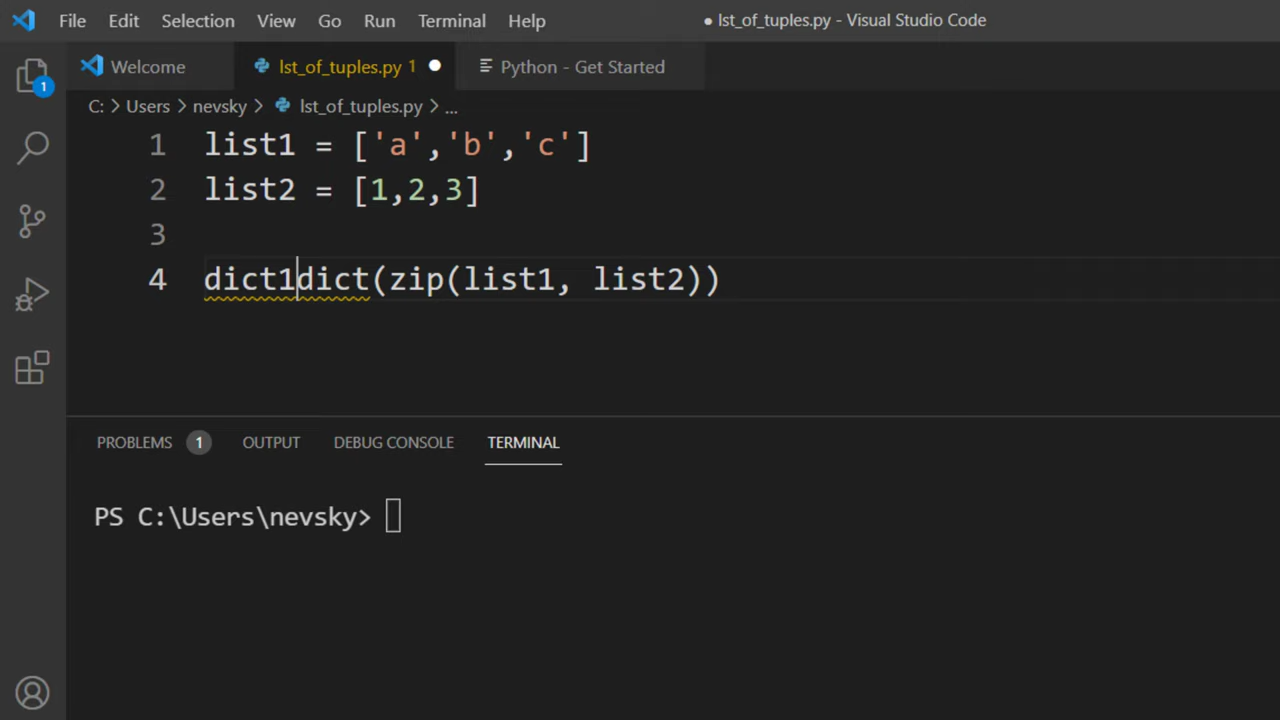 File Edit Selection View Go Run Terminal Help ● lst_of_tuples.py - Visual Studio Code
1 Welcome lst_of_tuples.py 1 ● Python - Get Started
C: > Users > nevsky > lst_of_tuples.py > ...
1 list1 = ['a','b','c']
2 list2 = [1,2,3]
3
4 dict1dict(zip(list1, list2))
PROBLEMS 1 OUTPUT DEBUG CONSOLE TERMINAL
PS C:\Users\nevsky>